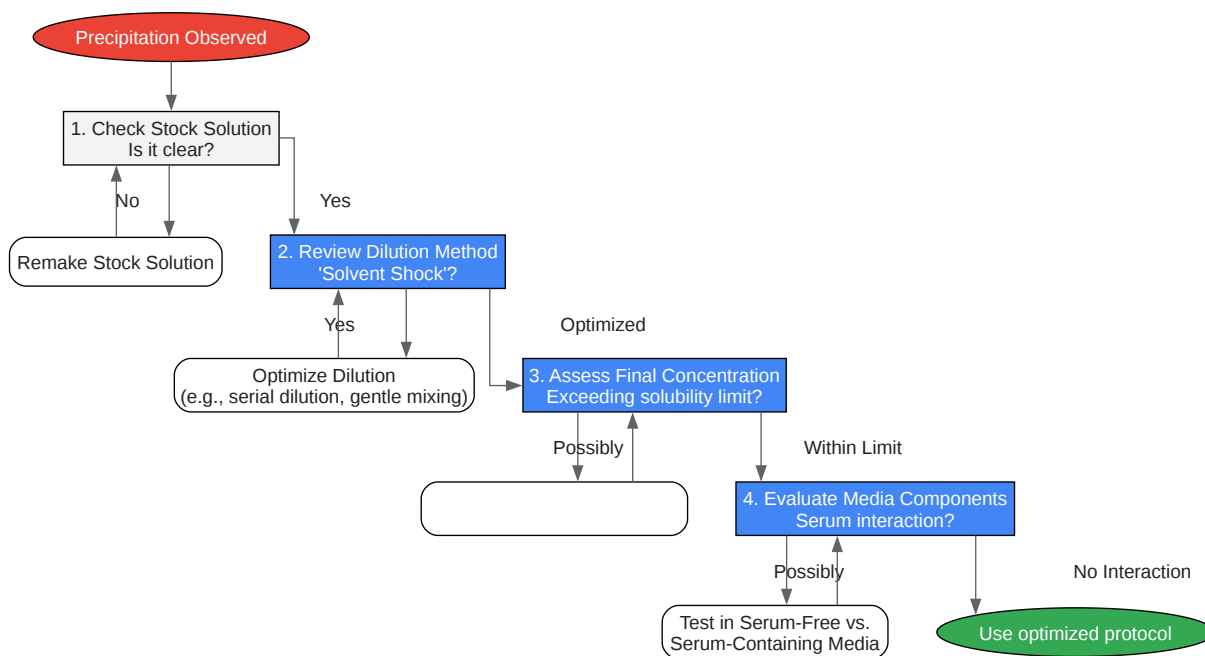 Precipitation Observed
1. Check Stock Solution
Is it clear?
No
Yes
Remake Stock Solution
2. Review Dilution Method
'Solvent Shock'?
Yes
Optimized
Optimize Dilution
(e.g., serial dilution, gentle mixing)
3. Assess Final Concentration
Exceeding solubility limit?
Possibly
Within Limit
4. Evaluate Media Components
Serum interaction?
Possibly
No Interaction
Test in Serum-Free vs.
Serum-Containing Media
Use optimized protocol